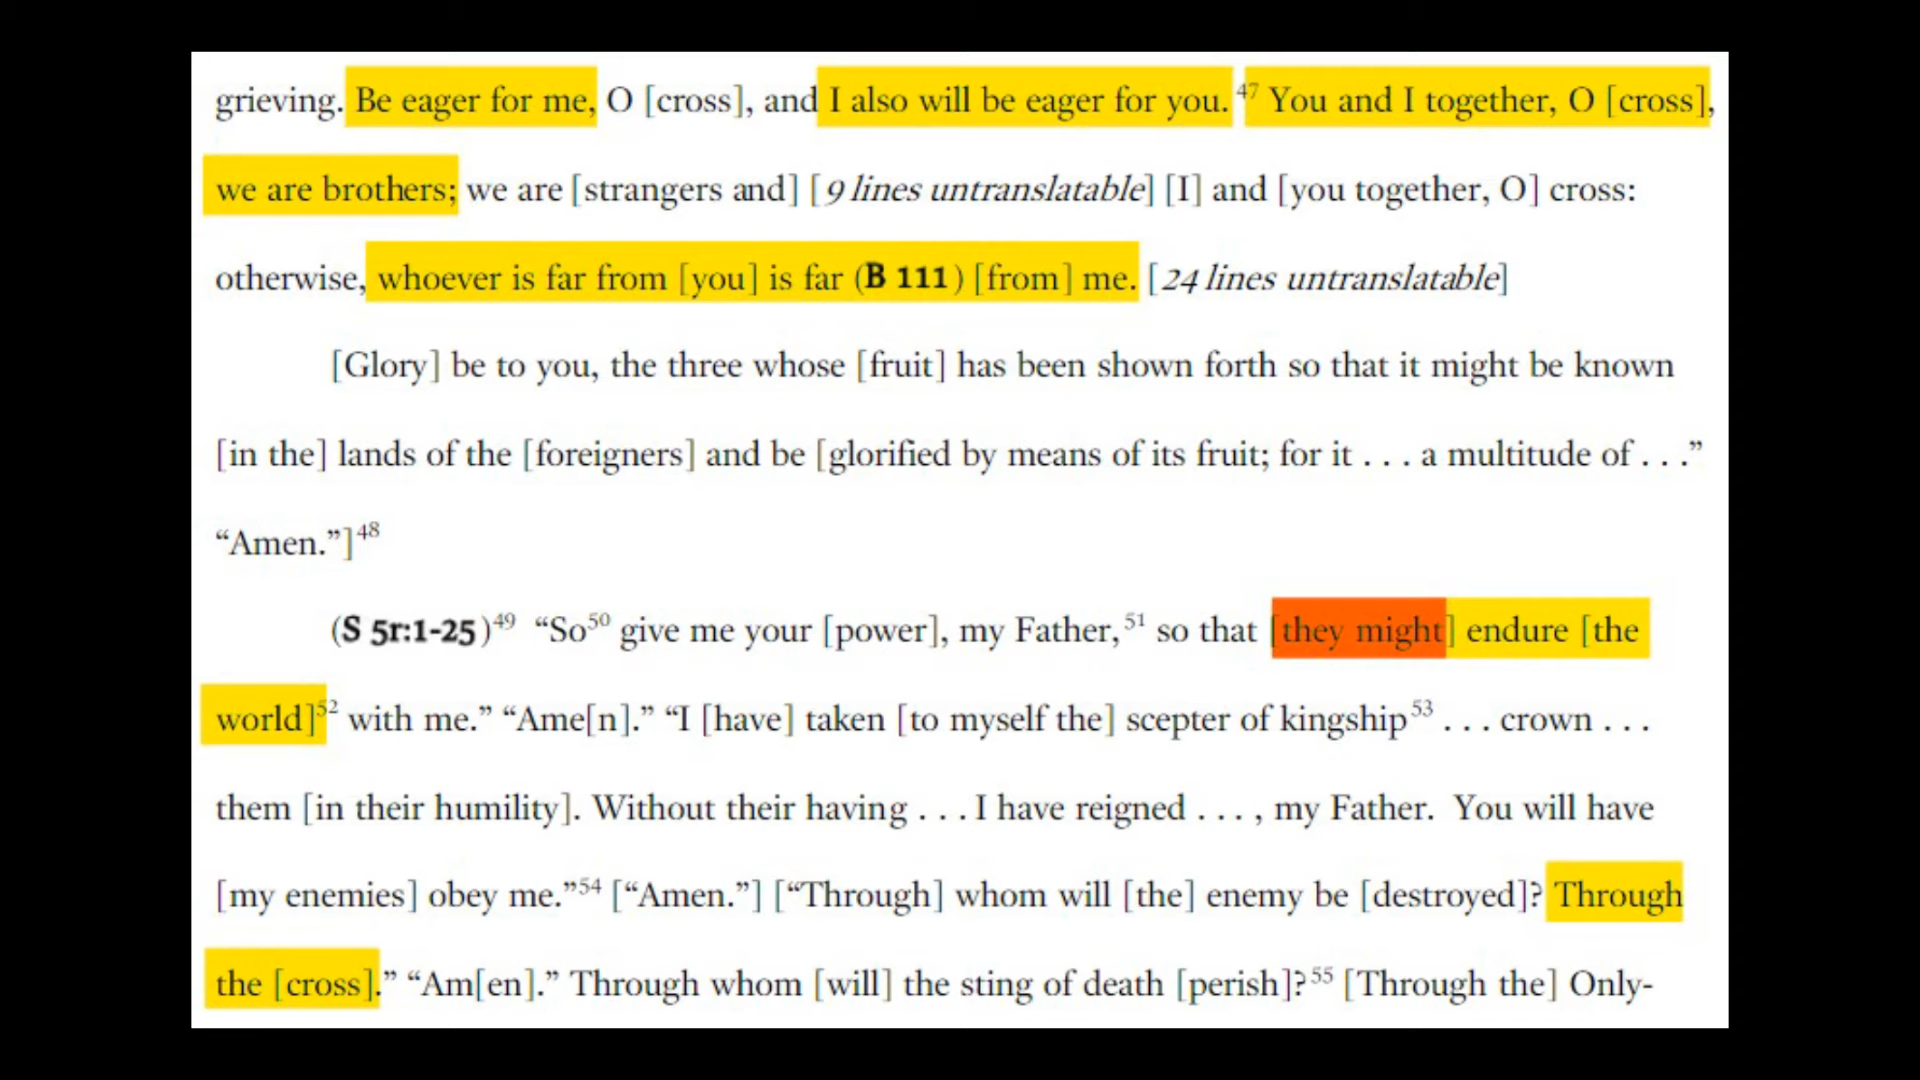 grieving. Be eager for me, O [cross], and I also will be eager for you. 47 You and I together, O [cross],
we are brothers; we are [strangers and] [9 lines untranslatable] [I] and [you together, O] cross:
otherwise, whoever is far from [you] is far (B 111) [from] me. [24 lines untranslatable]
[Glory] be to you, the three whose [fruit] has been shown forth so that it might be known
[in the] lands of the [foreigners] and be [glorified by means of its fruit; for it . . . a multitude of . . .”
“Amen.”]48
(S 5r:1-25)49 “So50 give me your [power], my Father,51 so that [they might] endure [the
world]52 with me.” “Ame[n].” “I [have] taken [to myself the] scepter of kingship53 . . . crown . . .
them [in their humility]. Without their having . . . I have reigned . . . , my Father. You will have
[my enemies] obey me.”54 [“Amen.”] [“Through] whom will [the] enemy be [destroyed]? Through
the [cross].” “Am[en].” Through whom [will] the sting of death [perish]?55 [Through the] Only-